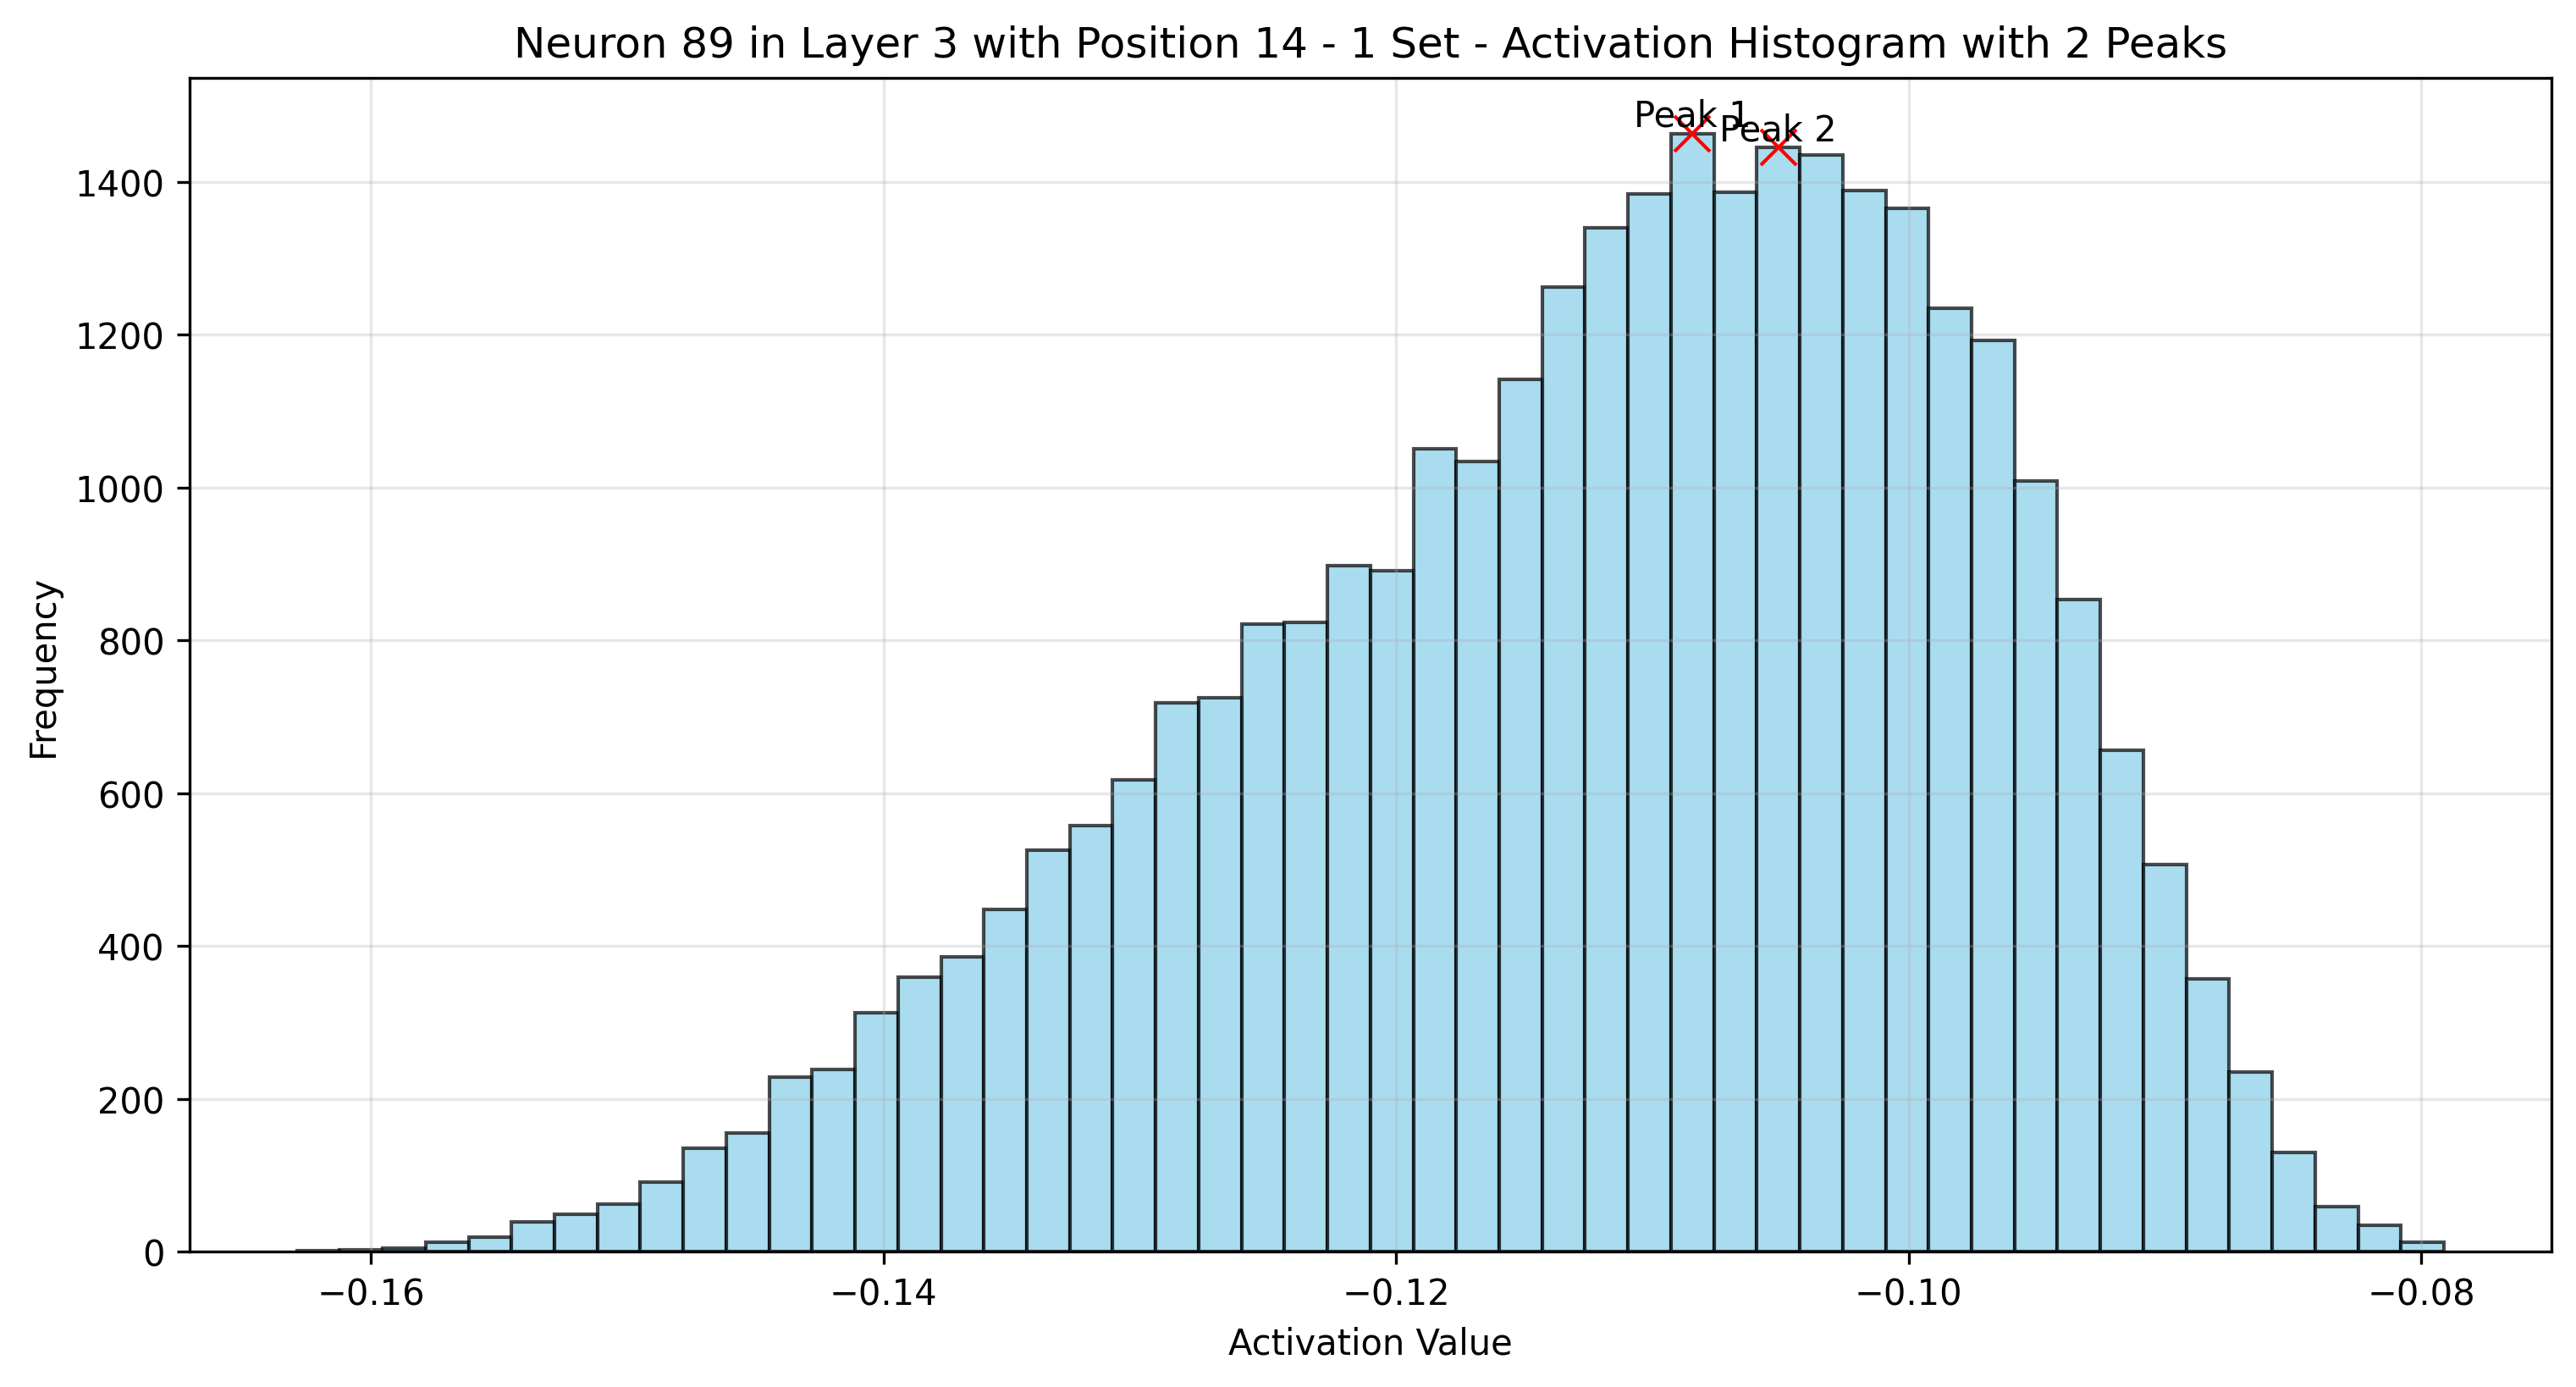 Neuron 89 in Layer 3 with Position 14 - 1 Set - Activation Histogram with 2 Peaks
Peak 1
Peak 2
1400
1200
1000
800
600
400
200
0
Frequency
−0.16 −0.14 −0.12 −0.10 −0.08
Activation Value